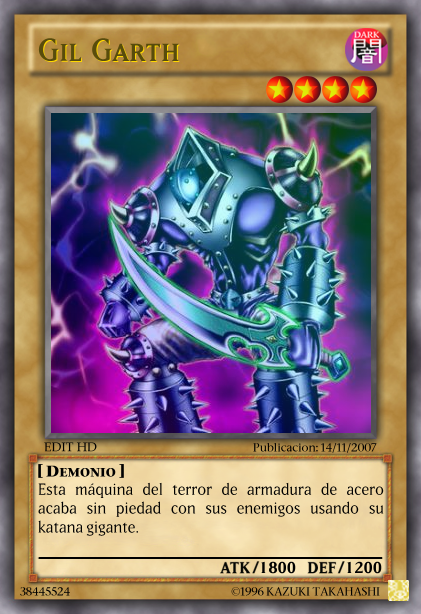 GIL GARTH
DARK
闇
EDIT HD
Publicacion: 14/11/2007
[ DEMONIO ]
Esta máquina del terror de armadura de acero
acaba sin piedad con sus enemigos usando su
katana gigante.
ATK/1800 DEF/1200
38445524
©1996 KAZUKI TAKAHASHI